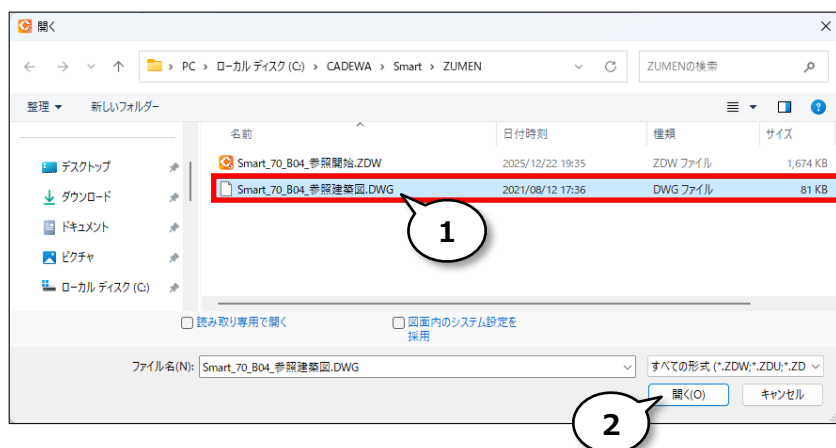 開く
PC > ローカル ディスク (C:) > CADEWA > Smart > ZUMEN
ZUMENの検索
整理 新しいフォルダー
名前 日付時刻 種類 サイズ
デスクトップ
ダウンロード
ドキュメント
ピクチャ
ローカル ディスク (C:)
Smart_70_B04_参照開始.ZDW 2025/12/22 19:35 ZDW ファイル 1,674 KB
Smart_70_B04_参照建築図.DWG 2021/08/12 17:36 DWG ファイル 81 KB
1
読み取り専用で開く
図面内のシステム設定を
採用
ファイル名(N): Smart_70_B04_参照建築図.DWG
すべての形式 (*.ZDW;*.ZDU;*.ZD
開く(O) キャンセル
2